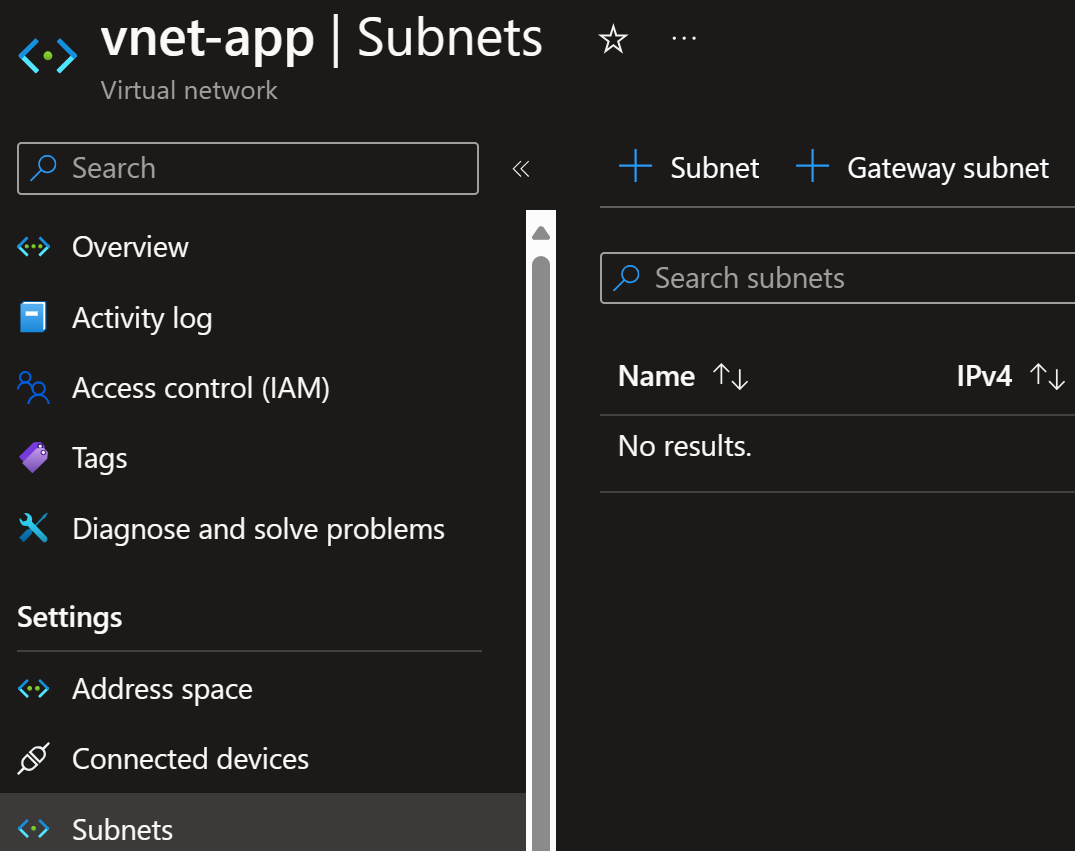 vnet-app | Subnets
Virtual network
Search
Overview
Activity log
Access control (IAM)
Tags
Diagnose and solve problems
Settings
Address space
Connected devices
Subnets
Subnet Gateway subnet
Search subnets
Name IPv4
No results.